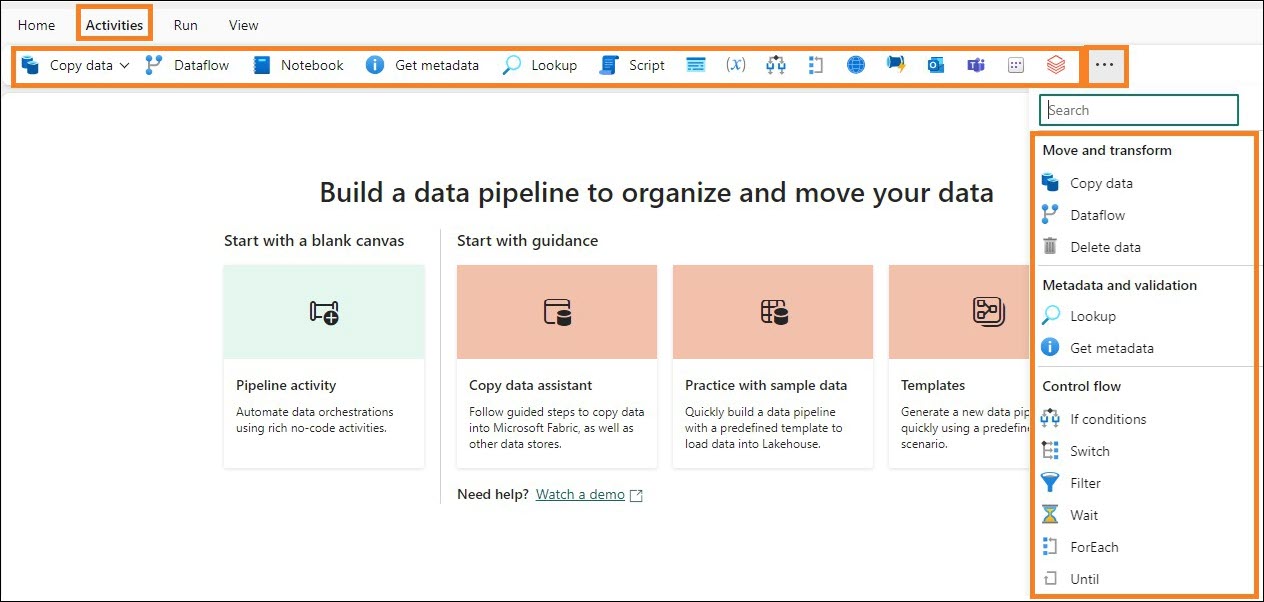 Home Activities Run View
Copy data Dataflow Notebook Get metadata Lookup Script (x) ...
Search
Move and transform
Copy data
Dataflow
Delete data
Metadata and validation
Lookup
Get metadata
Control flow
If conditions
Switch
Filter
Wait
ForEach
Until
Build a data pipeline to organize and move your data
Start with a blank canvas
Pipeline activity
Automate data orchestrations
using rich no-code activities.
Start with guidance
Copy data assistant
Follow guided steps to copy data
into Microsoft Fabric, as well as
other data stores.
Practice with sample data
Quickly build a data pipeline
with a predefined template to
load data into Lakehouse.
Templates
Generate a new data pip
quickly using a predefine
scenario.
Need help? Watch a demo